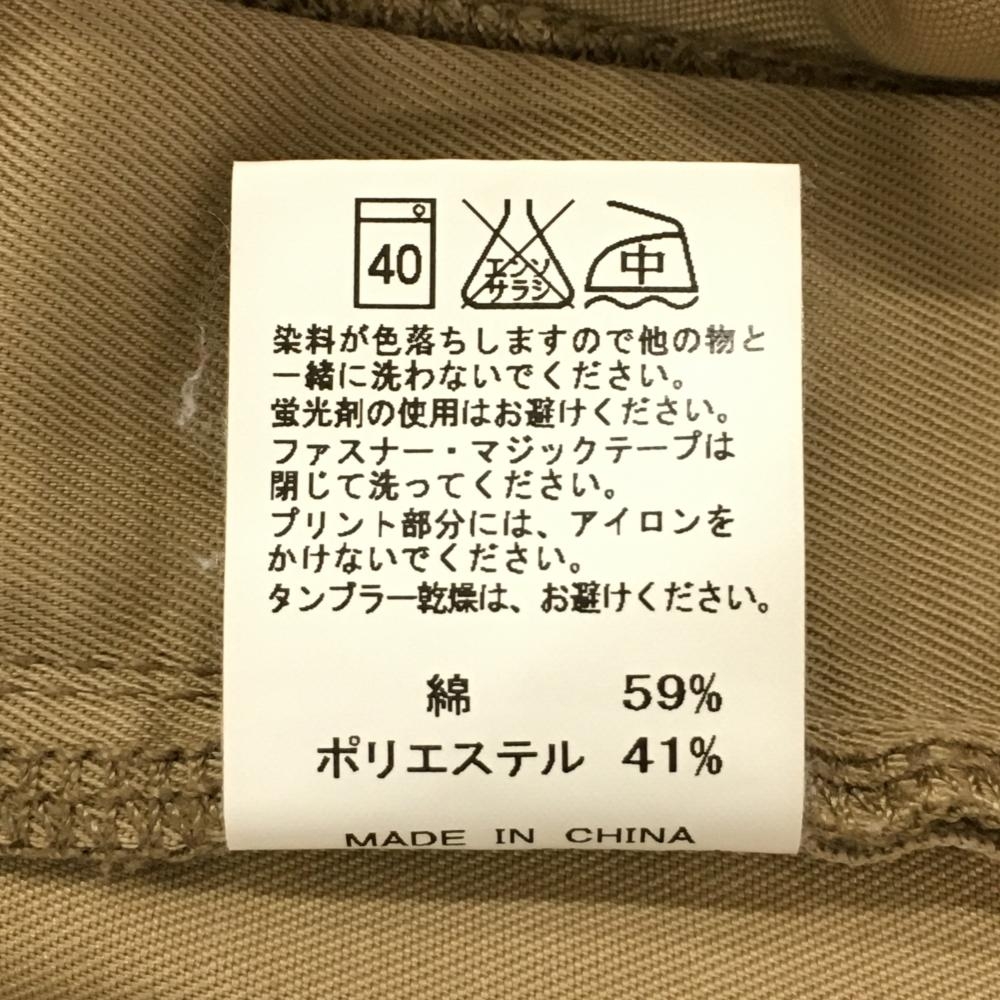 40 エンソ 中
サラシ
染料が色落ちしますので他の物と
一緒に洗わないでください。
蛍光剤の使用はお避けください。
ファスナー・マジックテープは
閉じて洗ってください。
プリント部分には、アイロンを
かけないでください。
タンブラー乾燥は、お避けください。
綿 59%
ポリエステル 41%
MADE IN CHINA